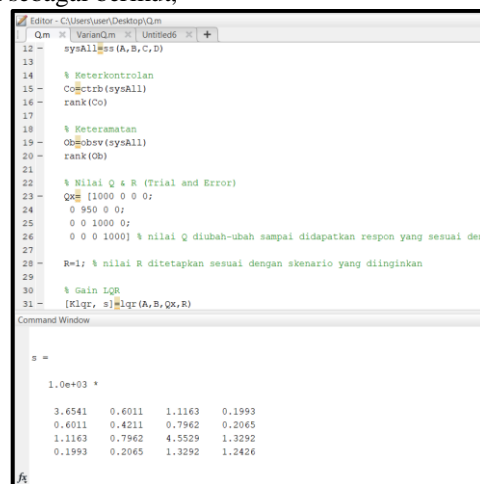 sebagai berikut,
Editor - C:\Users\user\Desktop\Q.m
Q.m × VarianQ.m × Untitled6 × +
12 – sysAll=ss(A,B,C,D)
13
14 % Keterkontrolan
15 – Co=ctrb(sysAll)
16 – rank(Co)
17
18 % Keteramatan
19 – Ob=obsv(sysAll)
20 – rank(Ob)
21
22 % Nilai Q & R (Trial and Error)
23 – Qx= [1000 0 0 0;
24 0 950 0 0;
25 0 0 1000 0;
26 0 0 0 1000] % nilai Q diubah-ubah sampai didapatkan respon yang sesuai
27
28 – R=1; % nilai R ditetapkan sesuai dengan skenario yang diinginkan
29
30 % Gain LQR
31 – [Klqr, s]=lqr(A,B,Qx,R)
Command Window
s =
1.0e+03 *
3.6541 0.6011 1.1163 0.1993
0.6011 0.4211 0.7962 0.2065
1.1163 0.7962 4.5529 1.3292
0.1993 0.2065 1.3292 1.2426
fx